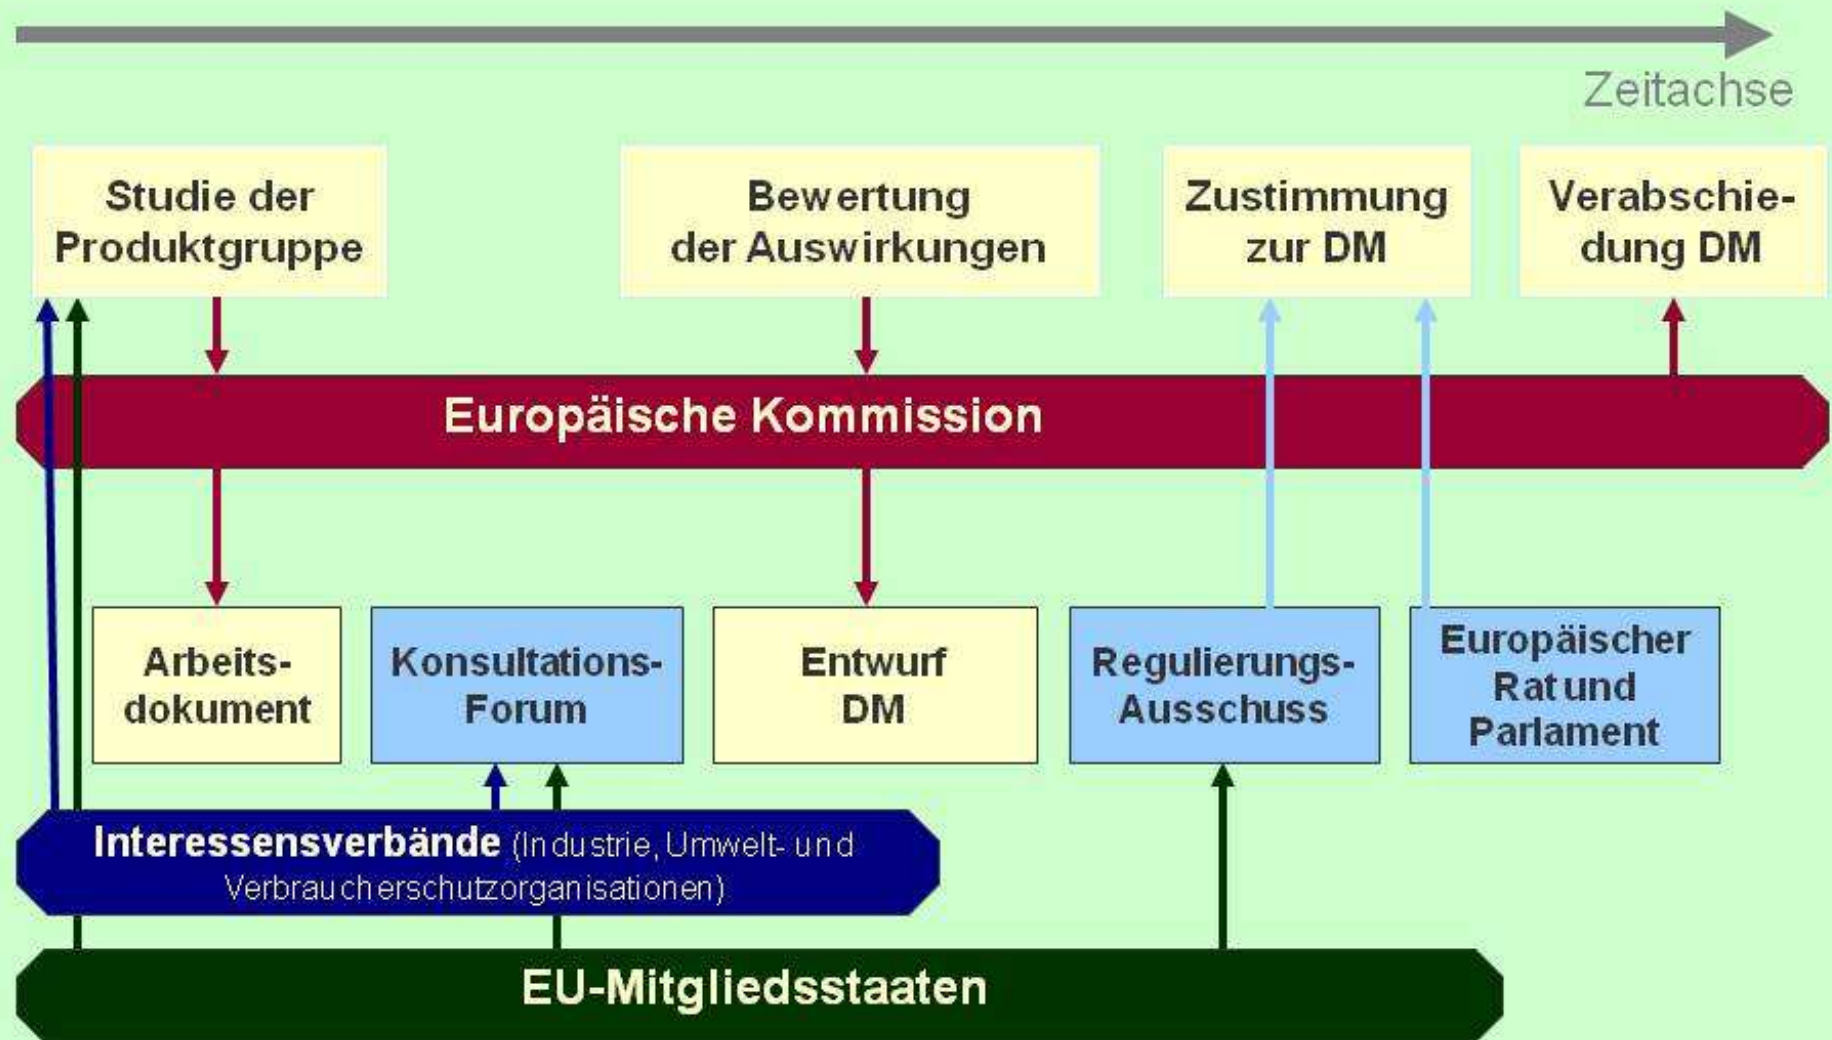 Zeitachse
Studie der
Produktgruppe
Bewertung
der Auswirkungen
Zustimmung
zur DM
Verabschie-
dung DM
Europäische Kommission
Arbeits-
dokument
Konsultations-
Forum
Entwurf
DM
Regulierungs-
Ausschuss
Europäischer
Rat und
Parlament
Interessensverbände (Industrie, Umwelt- und
Verbraucherschutzorganisationen)
EU-Mitgliedsstaaten